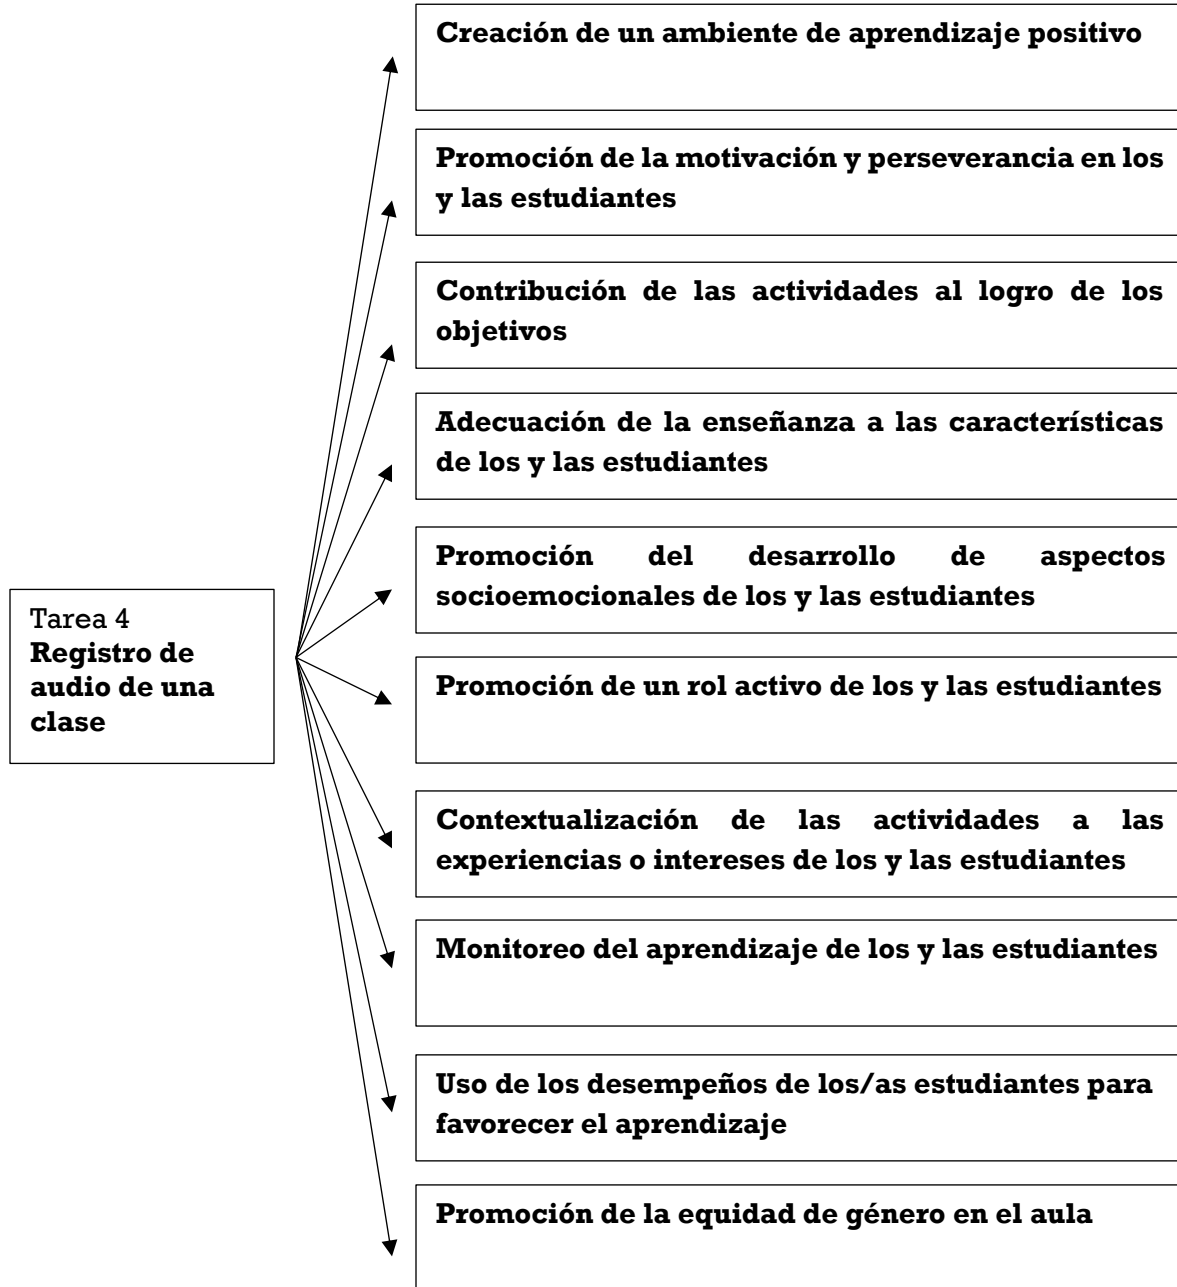 Creación de un ambiente de aprendizaje positivo
Promoción de la motivación y perseverancia en los
y las estudiantes
Contribución de las actividades al logro de los
objetivos
Adecuación de la enseñanza a las características
de los y las estudiantes
Promoción del desarrollo de aspectos
socioemocionales de los y las estudiantes
Tarea 4
Registro de
audio de una
clase
Promoción de un rol activo de los y las estudiantes
Contextualización de las actividades a las
experiencias o intereses de los y las estudiantes
Monitoreo del aprendizaje de los y las estudiantes
Uso de los desempeños de los/as estudiantes para
favorecer el aprendizaje
Promoción de la equidad de género en el aula